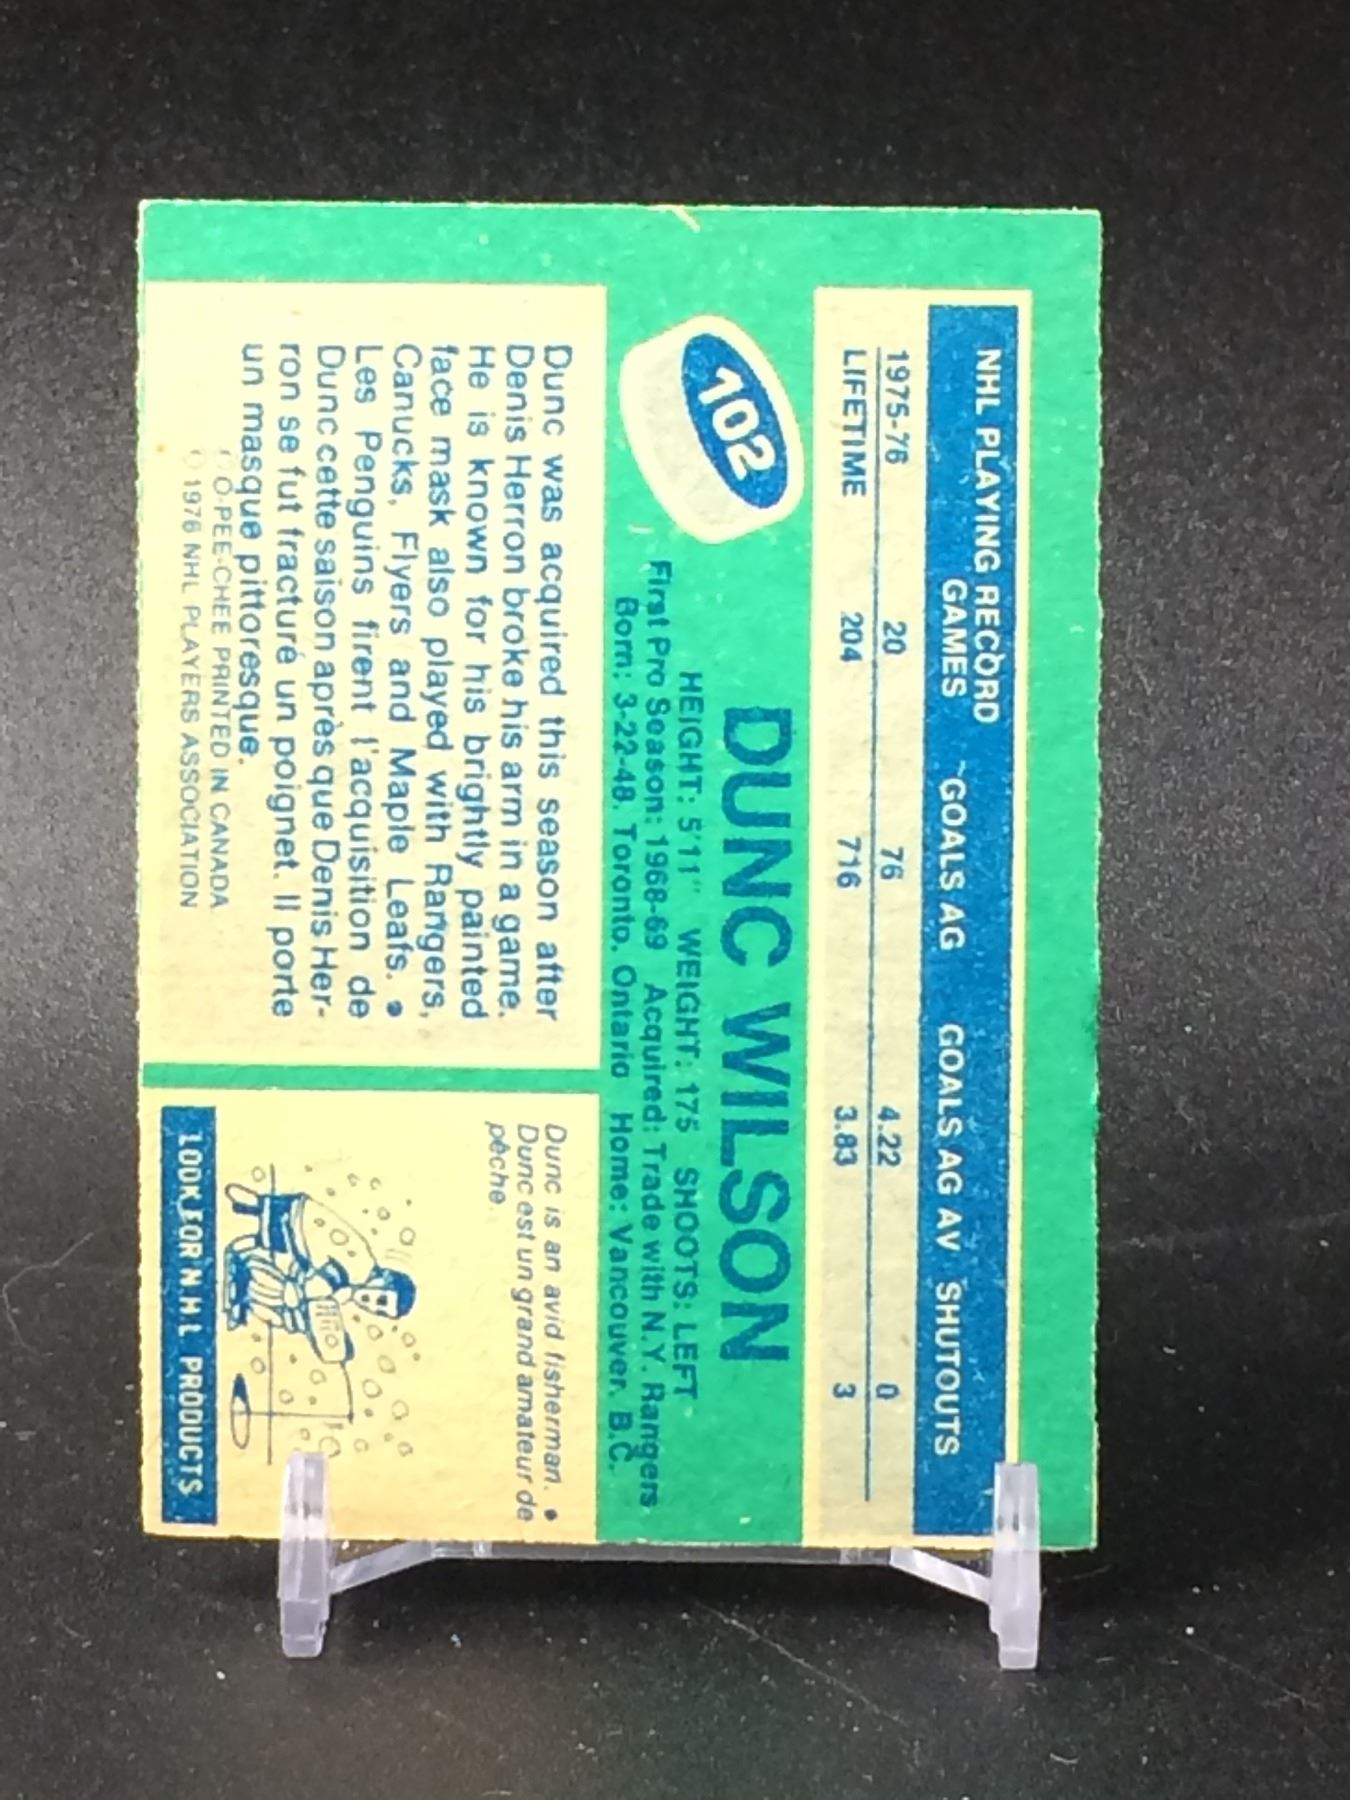 NHL PLAYING RECORD
GAMES GOALS AG GOALS AG AV SHUTOUTS
1975-76 20 76 4.22 0
LIFETIME 204 716 3.83 3
102
DUNC WILSON
HEIGHT: 5'11" WEIGHT: 175 SHOOTS: LEFT
First Pro Season: 1968-69 Acquired: Trade with N.Y. Rangers
Born: 3-22-48, Toronto, Ontario Home: Vancouver, B.C.
Dunc was acquired this season after
Denis Herron broke his arm in a game.
He is known for his brightly painted
face mask also played with Rangers,
Canucks, Flyers and Maple Leafs. •
Les Penguins firent l'acquisition de
Dunc cette saison après que Denis Her-
ron se fut fracturé un poignet. Il porte
un masque pittoresque.
© O-PEE-CHEE PRINTED IN CANADA
© 1976 NHL PLAYERS ASSOCIATION
Dunc is an avid fisherman. •
Dunc est un grand amateur de
pêche.
LOOK FOR N.H.L PRODUCTS